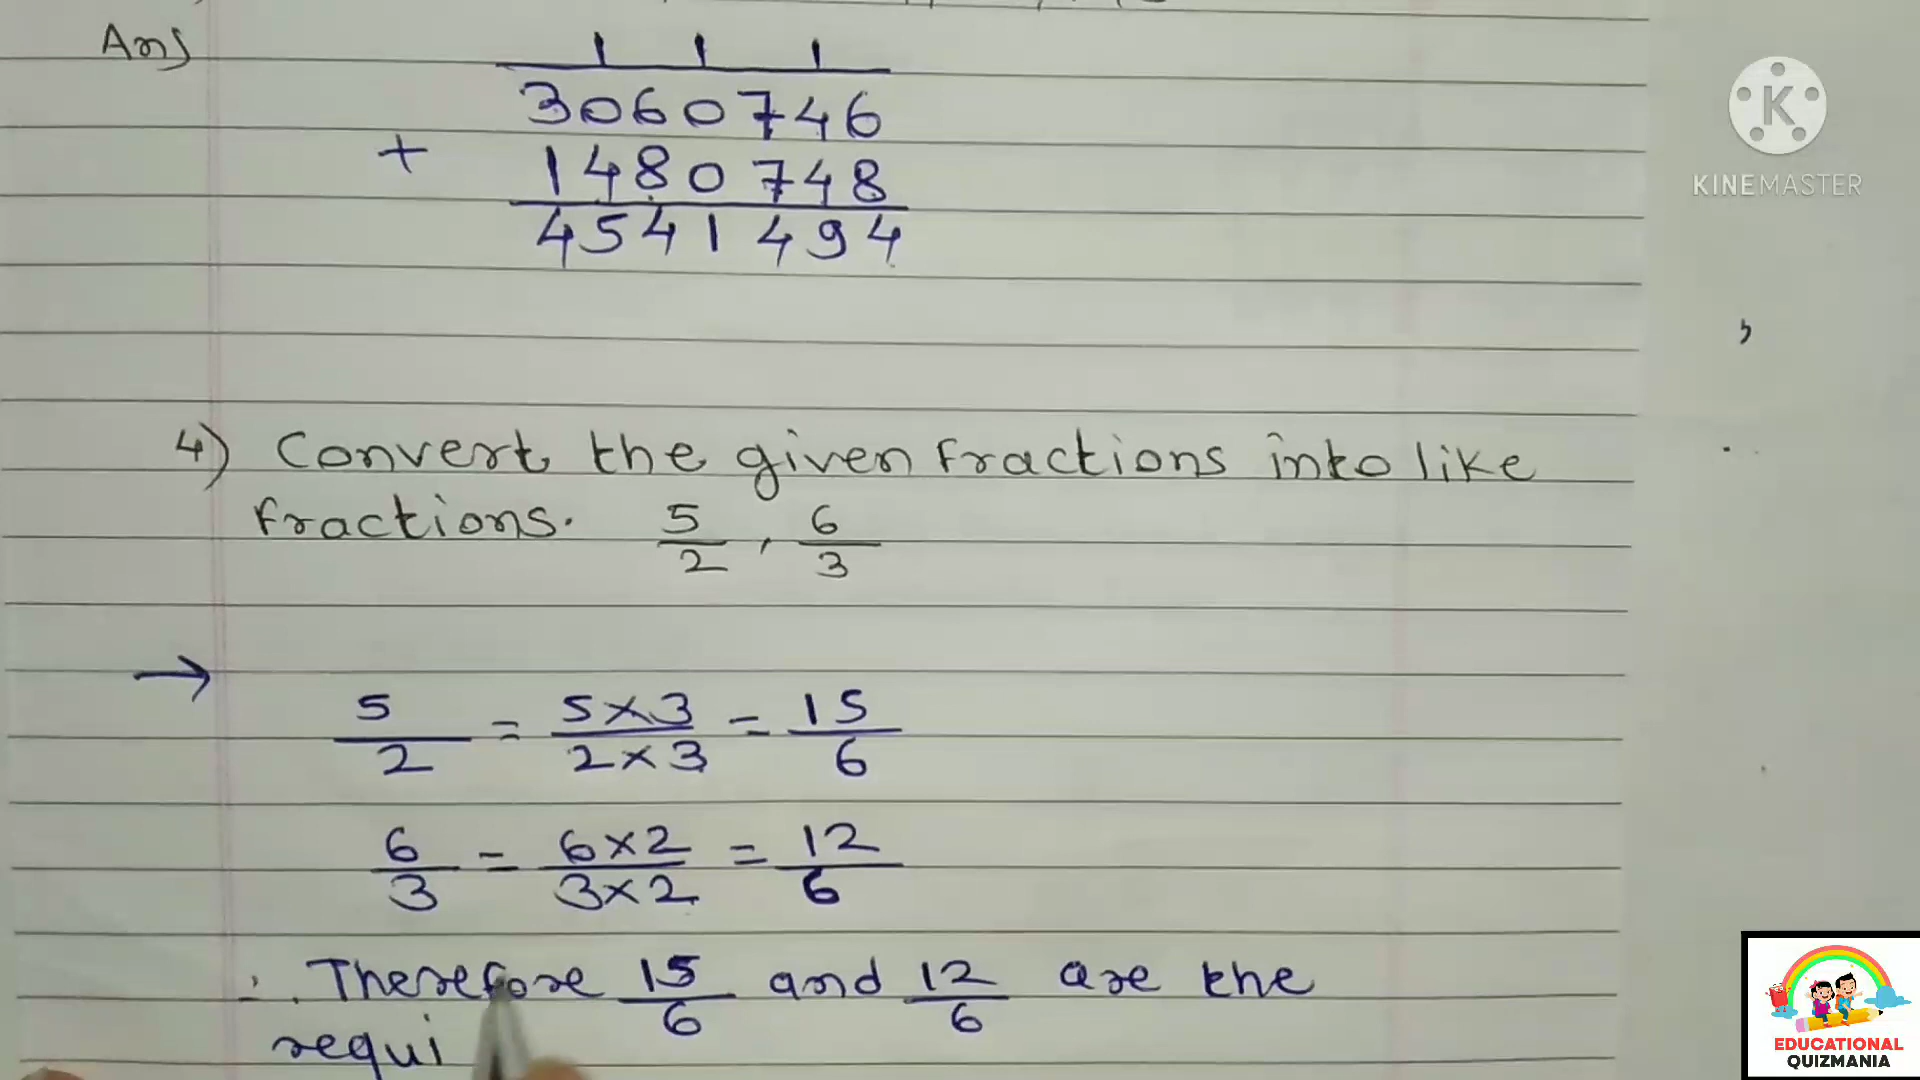 Ans
1 1 1
3060746
+ 1480748
4541494
KINEMASTER
4) Convert the given fractions into like
fractions. 5/2 , 6/3
→ 5/2 = 5×3/2×3 = 15/6
6/3 = 6×2/3×2 = 12/6
∴ Therefore 15/6 and 12/6 are the
requi
EDUCATIONAL
QUIZMANIA